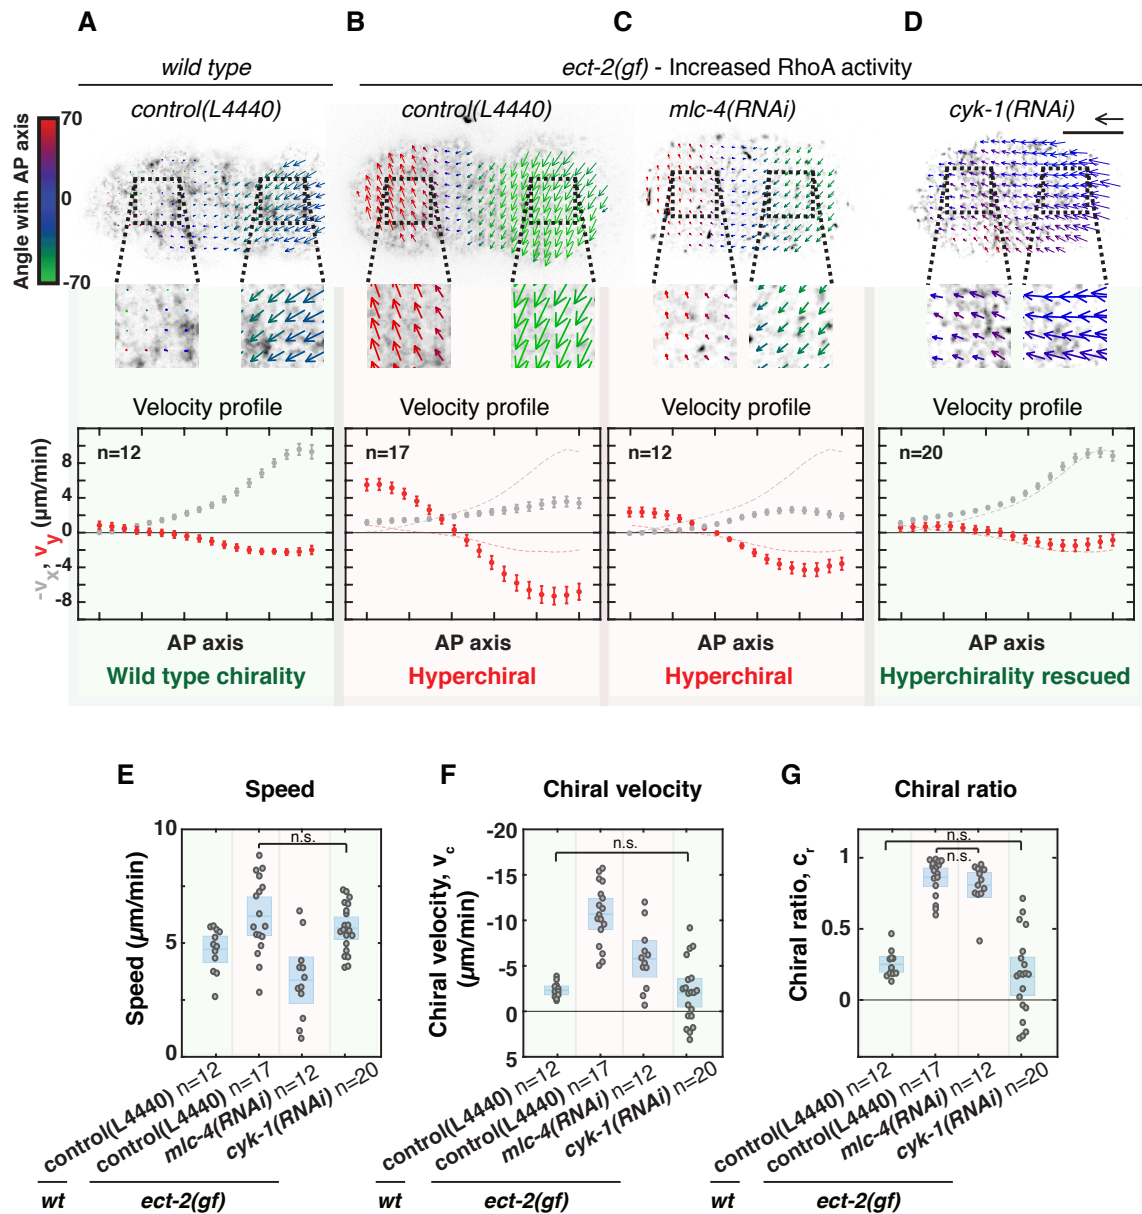 A B C D
wild type
ect-2(gf) - Increased RhoA activity
control(L4440) control(L4440) mlc-4(RNAi) cyk-1(RNAi)
Angle with AP axis
70
0
-70
Velocity profile Velocity profile Velocity profile Velocity profile
-vx, vy (µm/min)
8
4
0
-4
-8
n=12 n=17 n=12 n=20
AP axis AP axis AP axis AP axis
Wild type chirality Hyperchiral Hyperchiral Hyperchirality rescued
E Speed
Speed (µm/min)
10
5
0
n.s.
control(L4440) n=12
control(L4440) n=17
mlc-4(RNAi) n=12
cyk-1(RNAi) n=20
wt ect-2(gf)
F Chiral velocity
Chiral velocity, vc
(µm/min)
-20
-15
-10
-5
0
5
n.s.
control(L4440) n=12
control(L4440) n=17
mlc-4(RNAi) n=12
cyk-1(RNAi) n=20
wt ect-2(gf)
G Chiral ratio
Chiral ratio, cr
1
0.5
0
n.s.
n.s.
control(L4440) n=12
control(L4440) n=17
mlc-4(RNAi) n=12
cyk-1(RNAi) n=20
wt ect-2(gf)